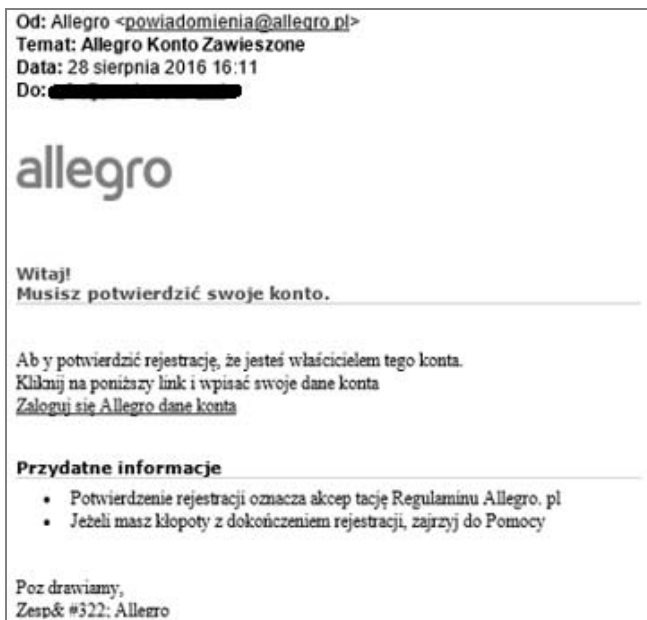 Od: Allegro <powiadomienia@allegro.pl>
Temat: Allegro Konto Zawieszone
Data: 28 sierpnia 2016 16:11
Do:
allegro
Witaj!
Musisz potwierdzić swoje konto.
Ab y potwierdzić rejestrację, że jesteś właścicielem tego konta.
Kliknij na poniższy link i wpisać swoje dane konta
Zaloguj się Allegro dane konta
Przydatne informacje
• Potwierdzenie rejestracji oznacza akcep tację Regulaminu Allegro. pl
• Jeżeli masz kłopoty z dokończeniem rejestracji, zajrzyj do Pomocy
Poz drawiamy,
Zesp& #322; Allegro